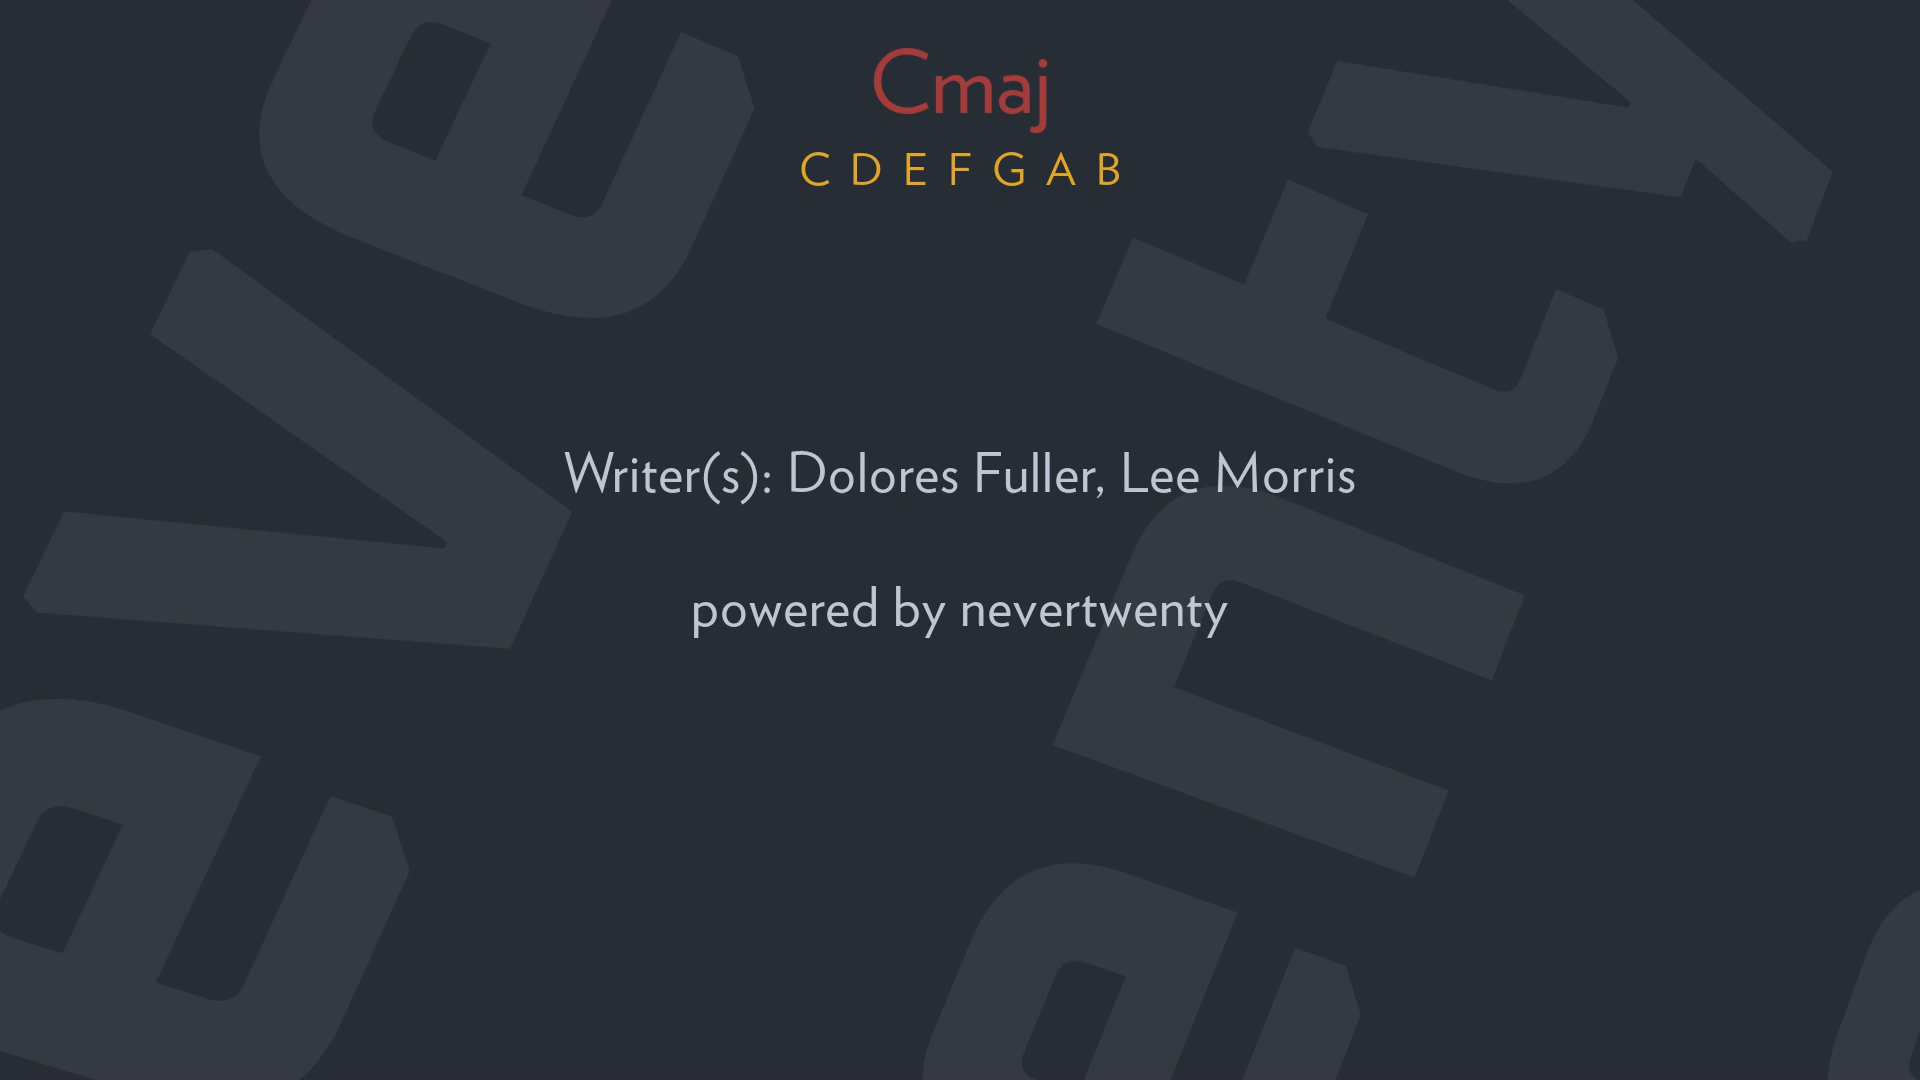 Cmaj
C D E F G A B
Writer(s): Dolores Fuller, Lee Morris
powered by nevertwenty